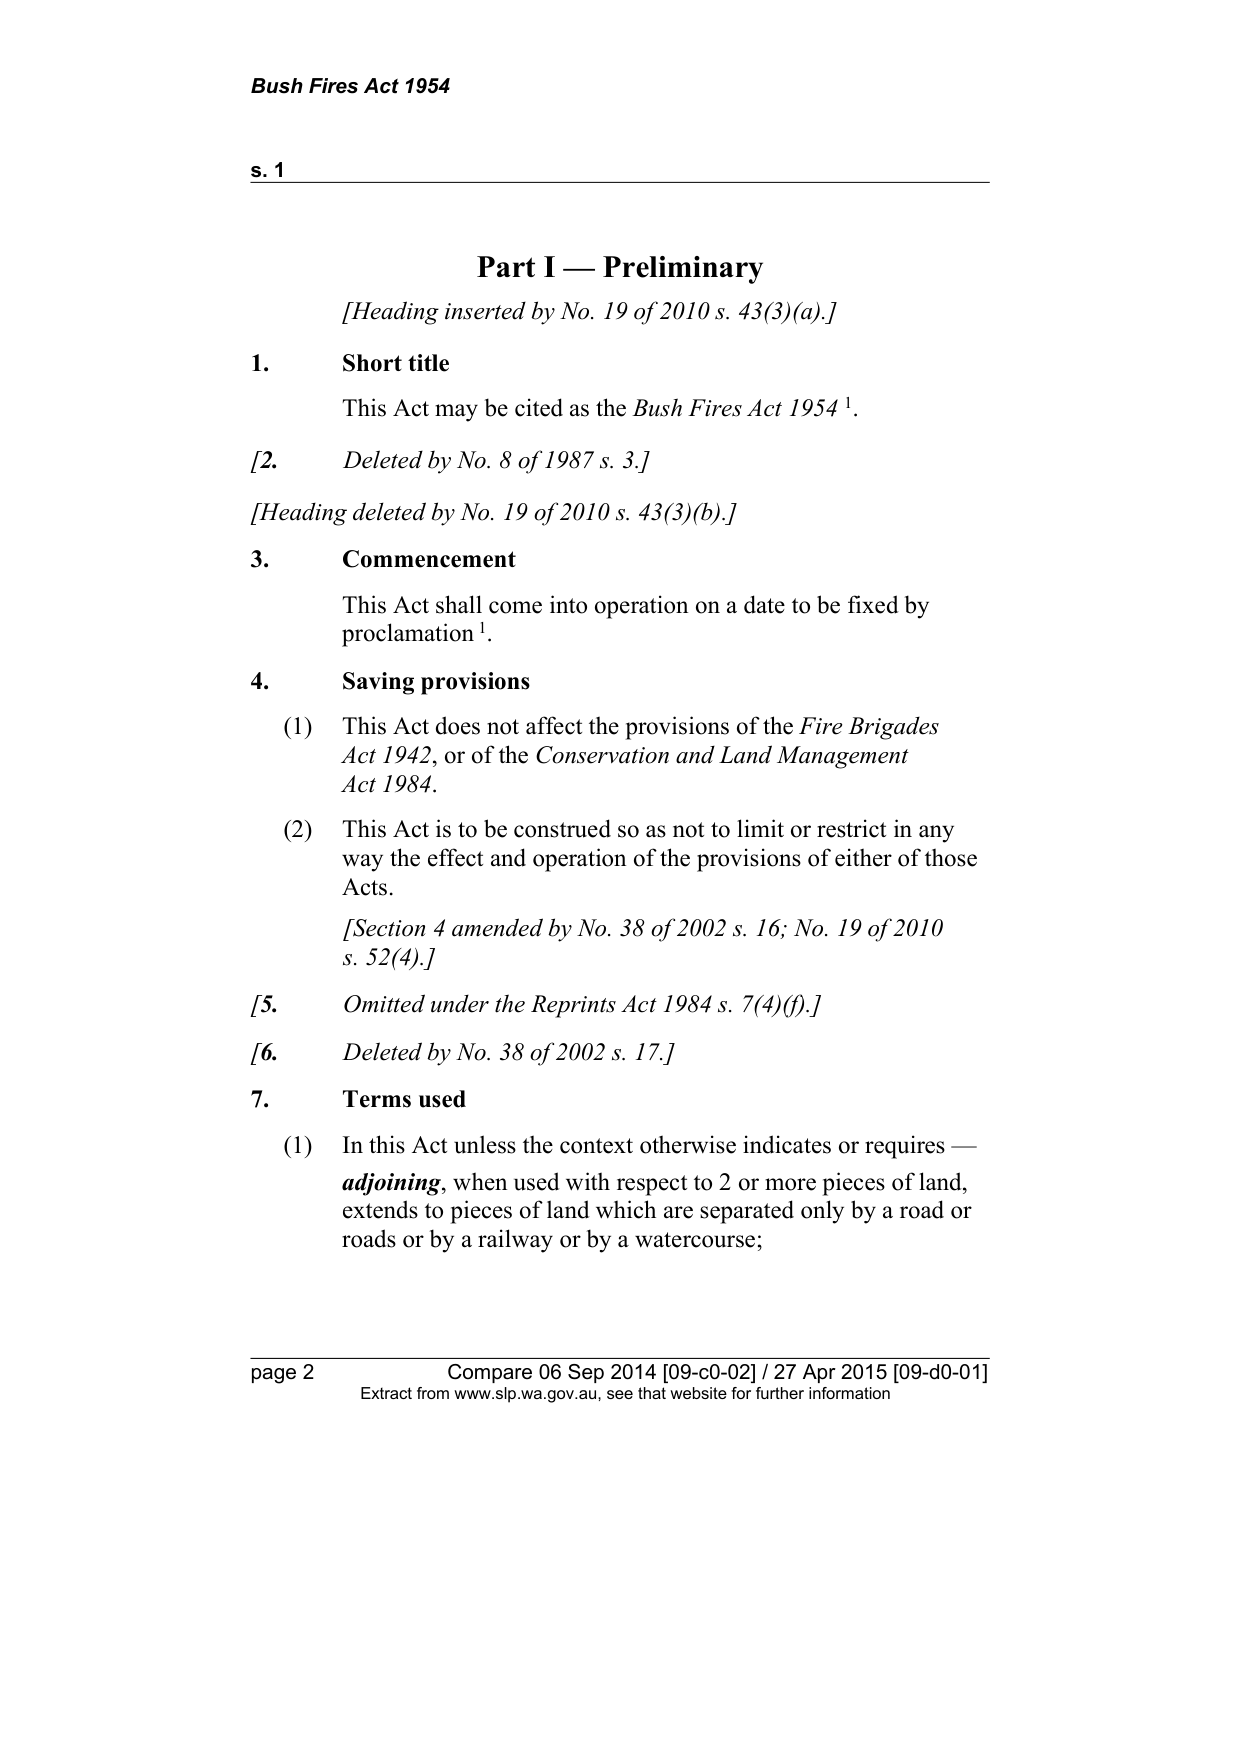 Bush Fires Act 1954
s. 1
Part I — Preliminary
[Heading inserted by No. 19 of 2010 s. 43(3)(a).]
1. Short title
This Act may be cited as the Bush Fires Act 1954 1.
[2. Deleted by No. 8 of 1987 s. 3.]
[Heading deleted by No. 19 of 2010 s. 43(3)(b).]
3. Commencement
This Act shall come into operation on a date to be fixed by
proclamation 1.
4. Saving provisions
(1) This Act does not affect the provisions of the Fire Brigades
Act 1942, or of the Conservation and Land Management
Act 1984.
(2) This Act is to be construed so as not to limit or restrict in any
way the effect and operation of the provisions of either of those
Acts.
[Section 4 amended by No. 38 of 2002 s. 16; No. 19 of 2010
s. 52(4).]
[5. Omitted under the Reprints Act 1984 s. 7(4)(f).]
[6. Deleted by No. 38 of 2002 s. 17.]
7. Terms used
(1) In this Act unless the context otherwise indicates or requires —
adjoining, when used with respect to 2 or more pieces of land,
extends to pieces of land which are separated only by a road or
roads or by a railway or by a watercourse;
page 2 Compare 06 Sep 2014 [09-c0-02] / 27 Apr 2015 [09-d0-01]
Extract from www.slp.wa.gov.au, see that website for further information